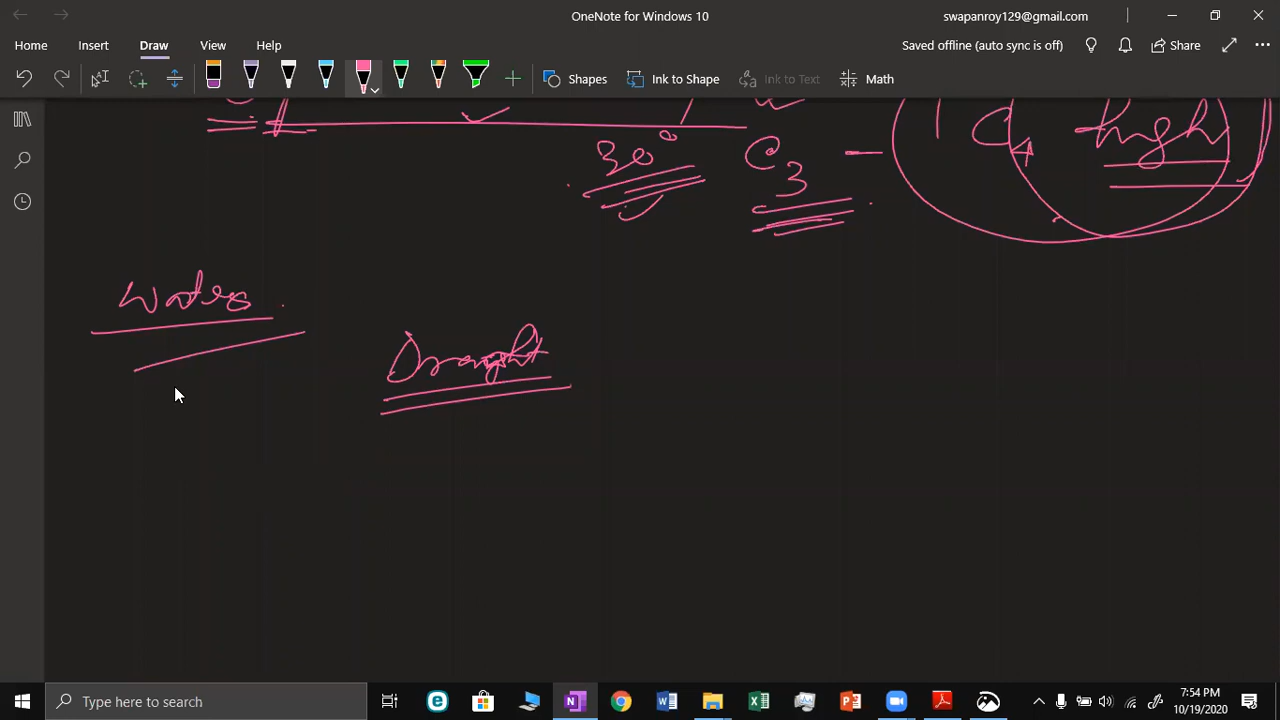 OneNote for Windows 10
swapanroy129@gmail.com
Home Insert Draw View Help
Saved offline (auto sync is off)
Share
Shapes Ink to Shape Ink to Text Math
30° C3 – C4 high
Water
Drought
Type here to search
7:54 PM
10/19/2020